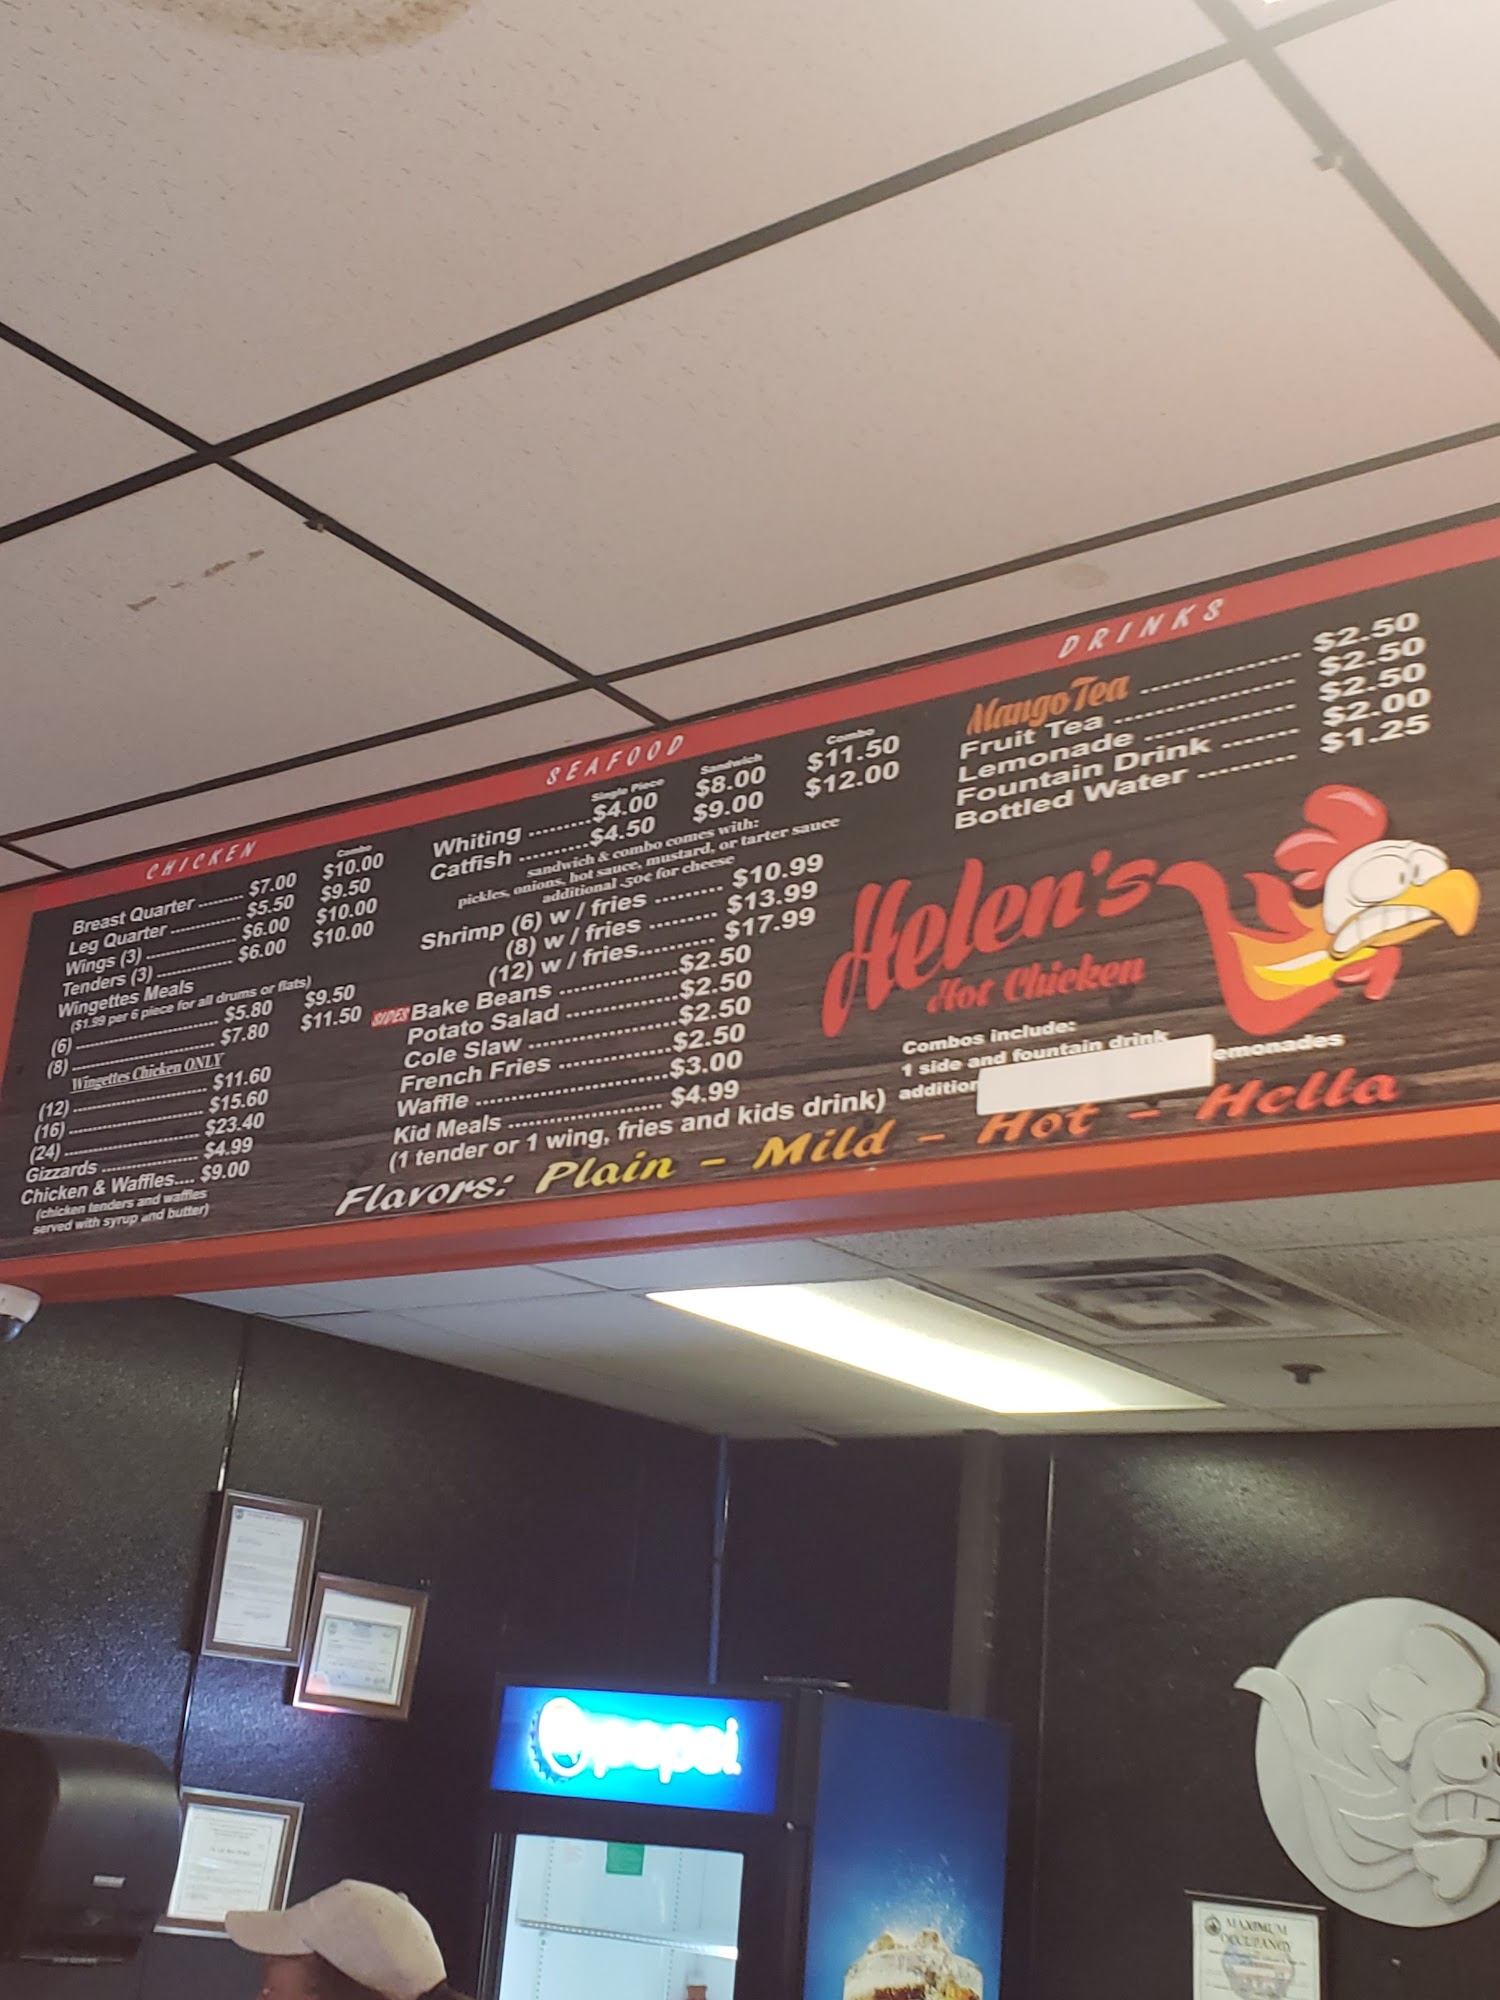 CHICKEN
Combo
Breast Quarter ........ $7.00 $10.00
Leg Quarter ............. $5.50 $9.50
Wings (3) ................ $6.00 $10.00
Tenders (3) .............. $6.00 $10.00
Wingettes Meals
($1.99 per 6 piece for all drums or flats)
(6) ........................... $5.80 $9.50
(8) ........................... $7.80 $11.50
Wingettes Chicken ONLY
(12) ......................... $11.60
(16) ......................... $15.60
(24) ......................... $23.40
Gizzards .................. $4.99
Chicken & Waffles.... $9.00
(chicken tenders and waffles
served with syrup and butter)
SEAFOOD
Single Piece Sandwich Combo
Whiting ..........$4.00 $8.00 $11.50
Catfish ...........$4.50 $9.00 $12.00
sandwich & combo comes with:
pickles, onions, hot sauce, mustard, or tarter sauce
additional .50¢ for cheese
Shrimp (6) w / fries .......... $10.99
(8) w / fries .......... $13.99
(12) w / fries........... $17.99
SIDES Bake Beans .................$2.50
Potato Salad ................$2.50
Cole Slaw .....................$2.50
French Fries .................$2.50
Waffle ...........................$3.00
Kid Meals .................... $4.99
(1 tender or 1 wing, fries and kids drink)
DRINKS
Mango Tea .................... $2.50
Fruit Tea ....................... $2.50
Lemonade .................... $2.50
Fountain Drink ........ $2.00
Bottled Water .......... $1.25
Helen's
Hot Chicken
Combos include:
1 side and fountain drink
emonades
Flavors: Plain - Mild - Hot - Hella
pepsi
MAXIMUM
OCCUPANCY